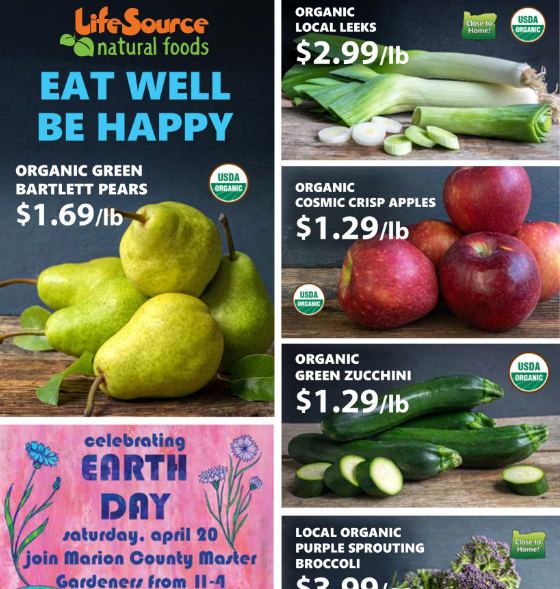 LifeSource
natural foods
EAT WELL
BE HAPPY
ORGANIC GREEN
BARTLETT PEARS
$1.69/lb
USDA
ORGANIC
celebrating
EARTH
DAY
saturday, april 20
join Marion County Master
Gardeners from 11-4
ORGANIC
LOCAL LEEKS
$2.99/lb
Close to
Home!
USDA
ORGANIC
ORGANIC
COSMIC CRISP APPLES
$1.29/lb
USDA
ORGANIC
ORGANIC
GREEN ZUCCHINI
$1.29/lb
USDA
ORGANIC
LOCAL ORGANIC
PURPLE SPROUTING
BROCCOLI
$3.99/
Close to
Home!